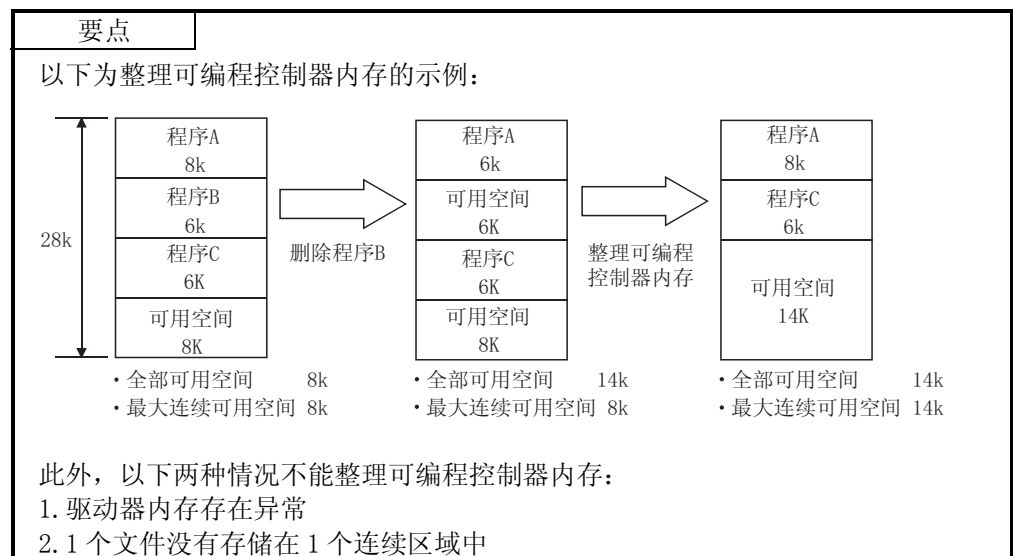 要点
以下为整理可编程控制器内存的示例：
28k
程序A
8k
程序B
6k
程序C
6K
可用空间
8K
・全部可用空间 8k
・最大连续可用空间 8k
删除程序B
程序A
6k
可用空间
6K
程序C
6K
可用空间
8K
・全部可用空间 14k
・最大连续可用空间 8k
整理可编程
控制器内存
程序A
8k
程序C
6k
可用空间
14K
・全部可用空间 14k
・最大连续可用空间 14k
此外，以下两种情况不能整理可编程控制器内存：
1.驱动器内存存在异常
2.1个文件没有存储在1个连续区域中